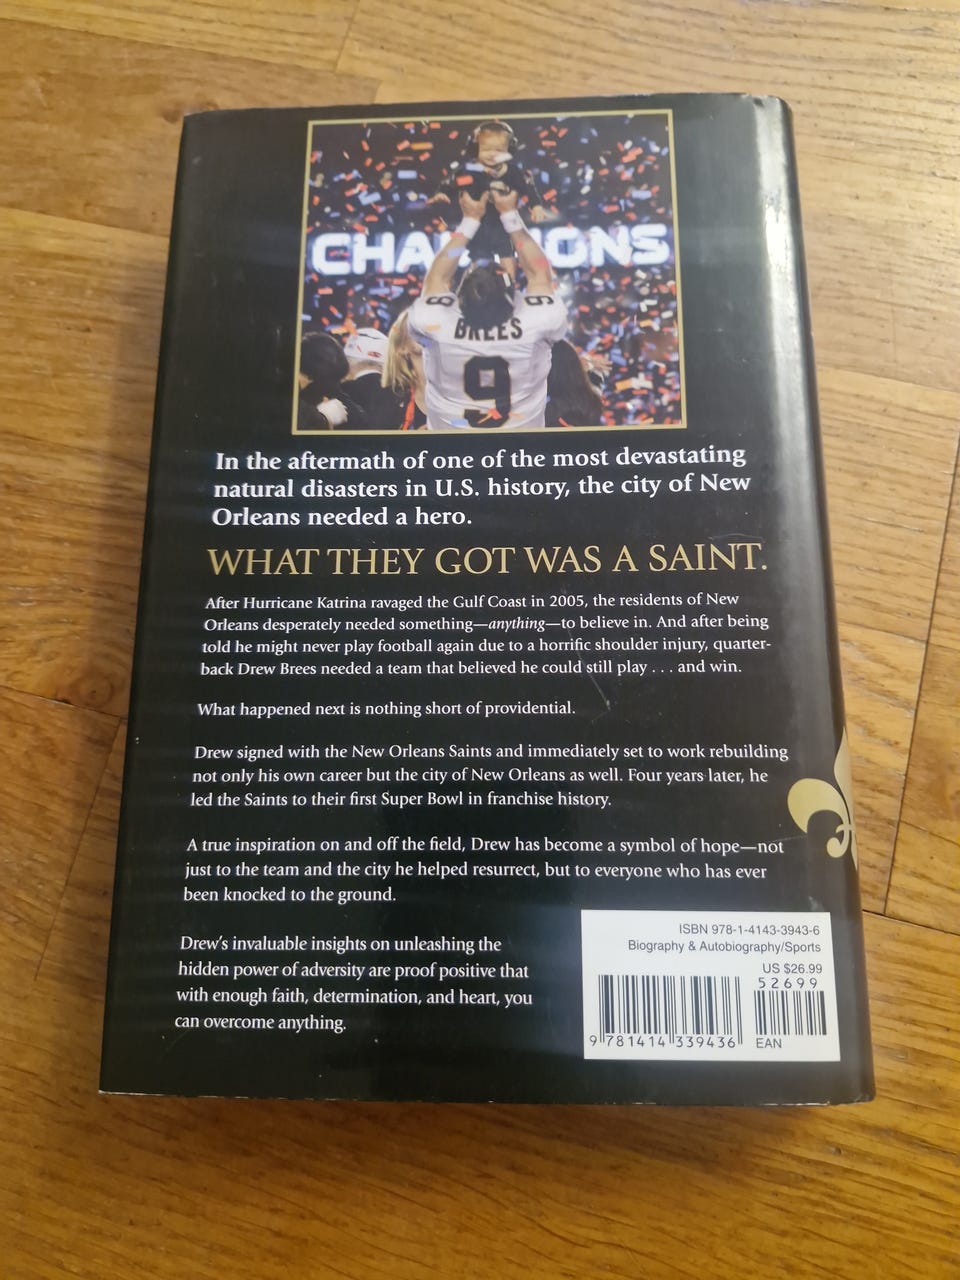 CHAMPIONS
9 9
BREES
9
In the aftermath of one of the most devastating
natural disasters in U.S. history, the city of New
Orleans needed a hero.
WHAT THEY GOT WAS A SAINT.
After Hurricane Katrina ravaged the Gulf Coast in 2005, the residents of New
Orleans desperately needed something—anything—to believe in. And after being
told he might never play football again due to a horrific shoulder injury, quarter-
back Drew Brees needed a team that believed he could still play . . . and win.
What happened next is nothing short of providential.
Drew signed with the New Orleans Saints and immediately set to work rebuilding
not only his own career but the city of New Orleans as well. Four years later, he
led the Saints to their first Super Bowl in franchise history.
A true inspiration on and off the field, Drew has become a symbol of hope—not
just to the team and the city he helped resurrect, but to everyone who has ever
been knocked to the ground.
Drew's invaluable insights on unleashing the
hidden power of adversity are proof positive that
with enough faith, determination, and heart, you
can overcome anything.
ISBN 978-1-4143-3943-6
Biography & Autobiography/Sports
US $26.99
52699
9 781414 339436
EAN